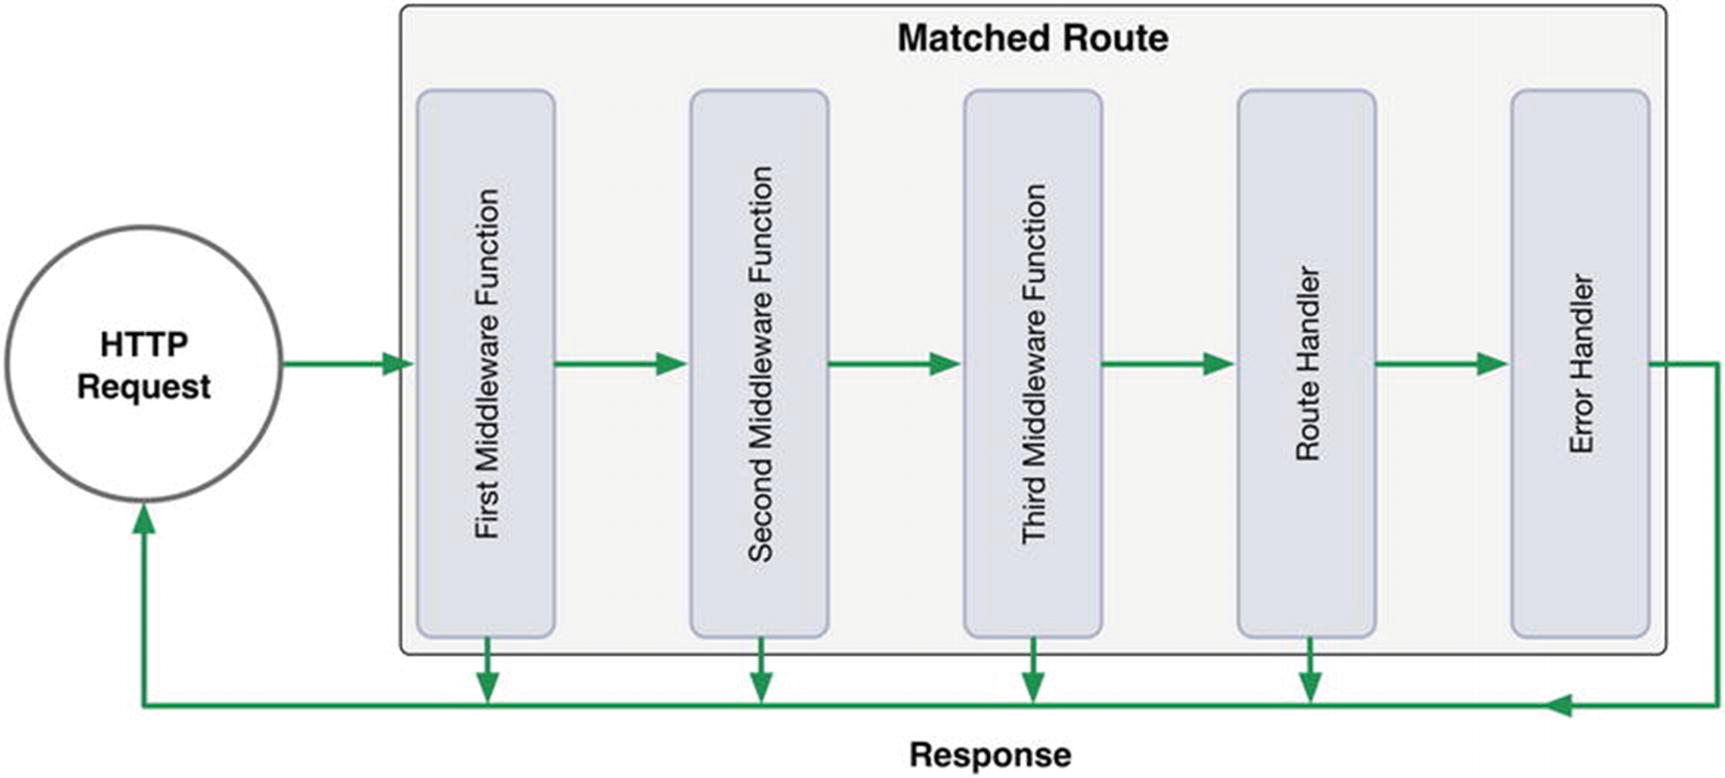 Matched Route
HTTP
Request
First Middleware Function
Second Middleware Function
Third Middleware Function
Route Handler
Error Handler
Response